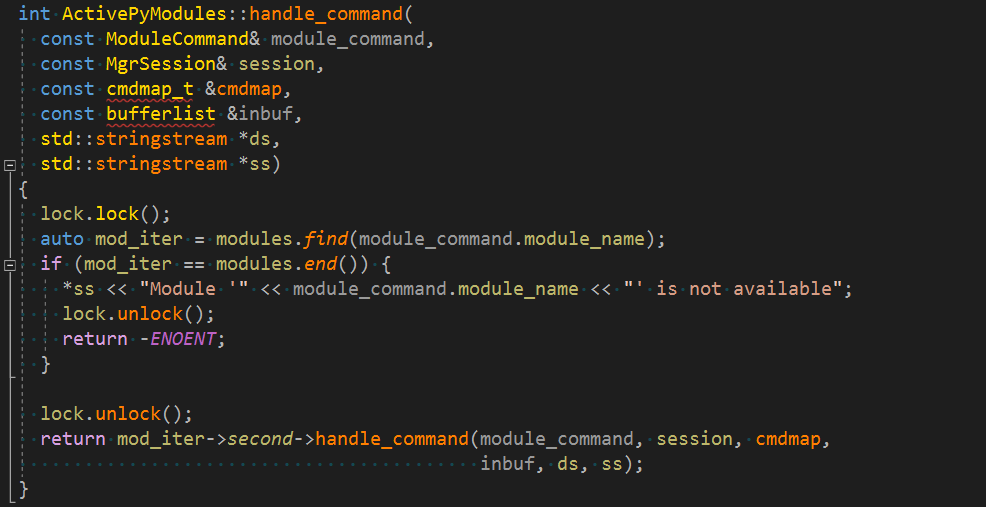 int ActivePyModules::handle_command(
  const ModuleCommand& module_command,
  const MgrSession& session,
  const cmdmap_t &cmdmap,
  const bufferlist &inbuf,
  std::stringstream *ds,
  std::stringstream *ss)
{
  lock.lock();
  auto mod_iter = modules.find(module_command.module_name);
  if (mod_iter == modules.end()) {
    *ss << "Module '" << module_command.module_name << "' is not available";
    lock.unlock();
    return -ENOENT;
  }

  lock.unlock();
  return mod_iter->second->handle_command(module_command, session, cmdmap,
                                          inbuf, ds, ss);
}